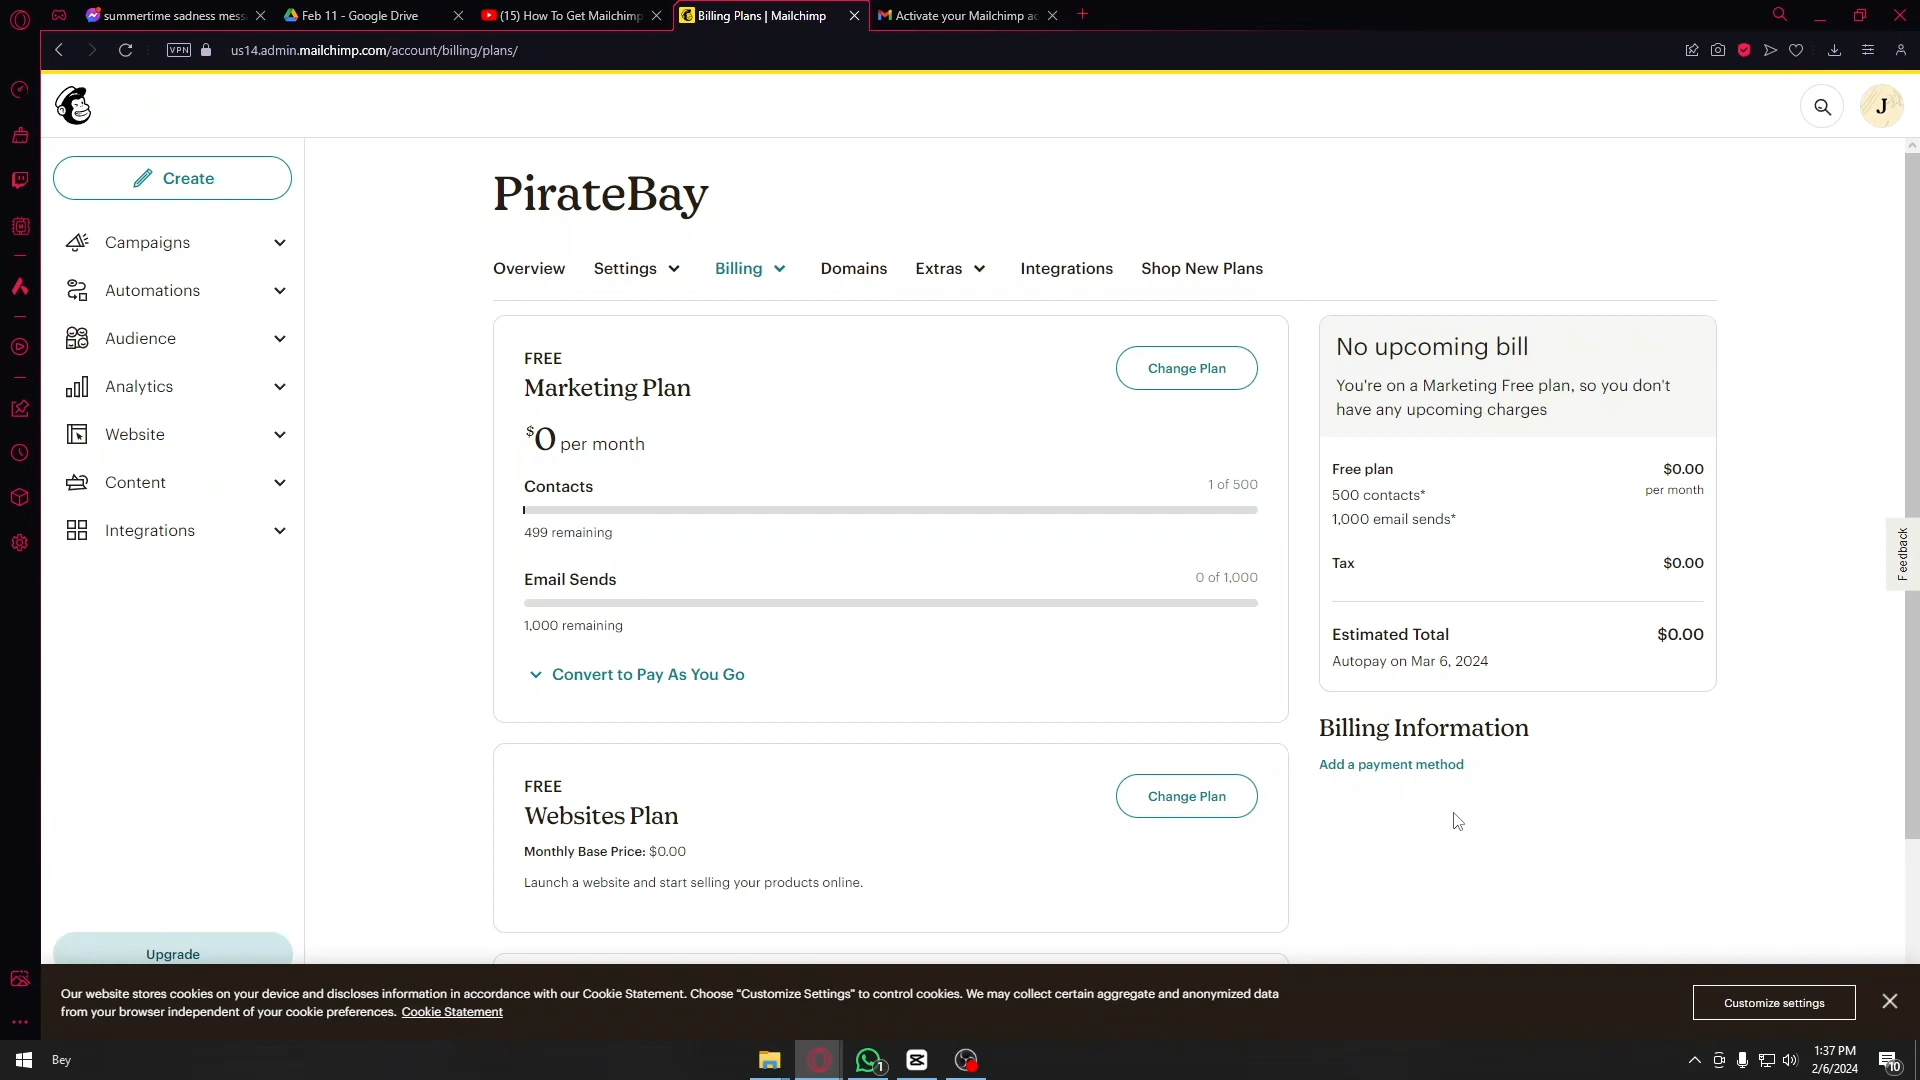 summertime sadness mess
Feb 11 - Google Drive
(15) How To Get Mailchimp
Billing Plans | Mailchimp
Activate your Mailchimp ac
VPN
us14.admin.mailchimp.com/account/billing/plans/
J
Create
Campaigns
Automations
Audience
Analytics
Website
Content
Integrations
Upgrade
PirateBay
Overview
Settings
Billing
Domains
Extras
Integrations
Shop New Plans
FREE
Marketing Plan
Change Plan
$0 per month
Contacts
1 of 500
499 remaining
Email Sends
0 of 1,000
1,000 remaining
Convert to Pay As You Go
FREE
Websites Plan
Change Plan
Monthly Base Price: $0.00
Launch a website and start selling your products online.
No upcoming bill
You're on a Marketing Free plan, so you don't
have any upcoming charges
Free plan
$0.00
500 contacts*
per month
1,000 email sends*
Tax
$0.00
Estimated Total
$0.00
Autopay on Mar 6, 2024
Billing Information
Add a payment method
Feedback
Our website stores cookies on your device and discloses information in accordance with our Cookie Statement. Choose “Customize Settings” to control cookies. We may collect certain aggregate and anonymized data
from your browser independent of your cookie preferences. Cookie Statement
Customize settings
Bey
1
1:37 PM
2/6/2024
10